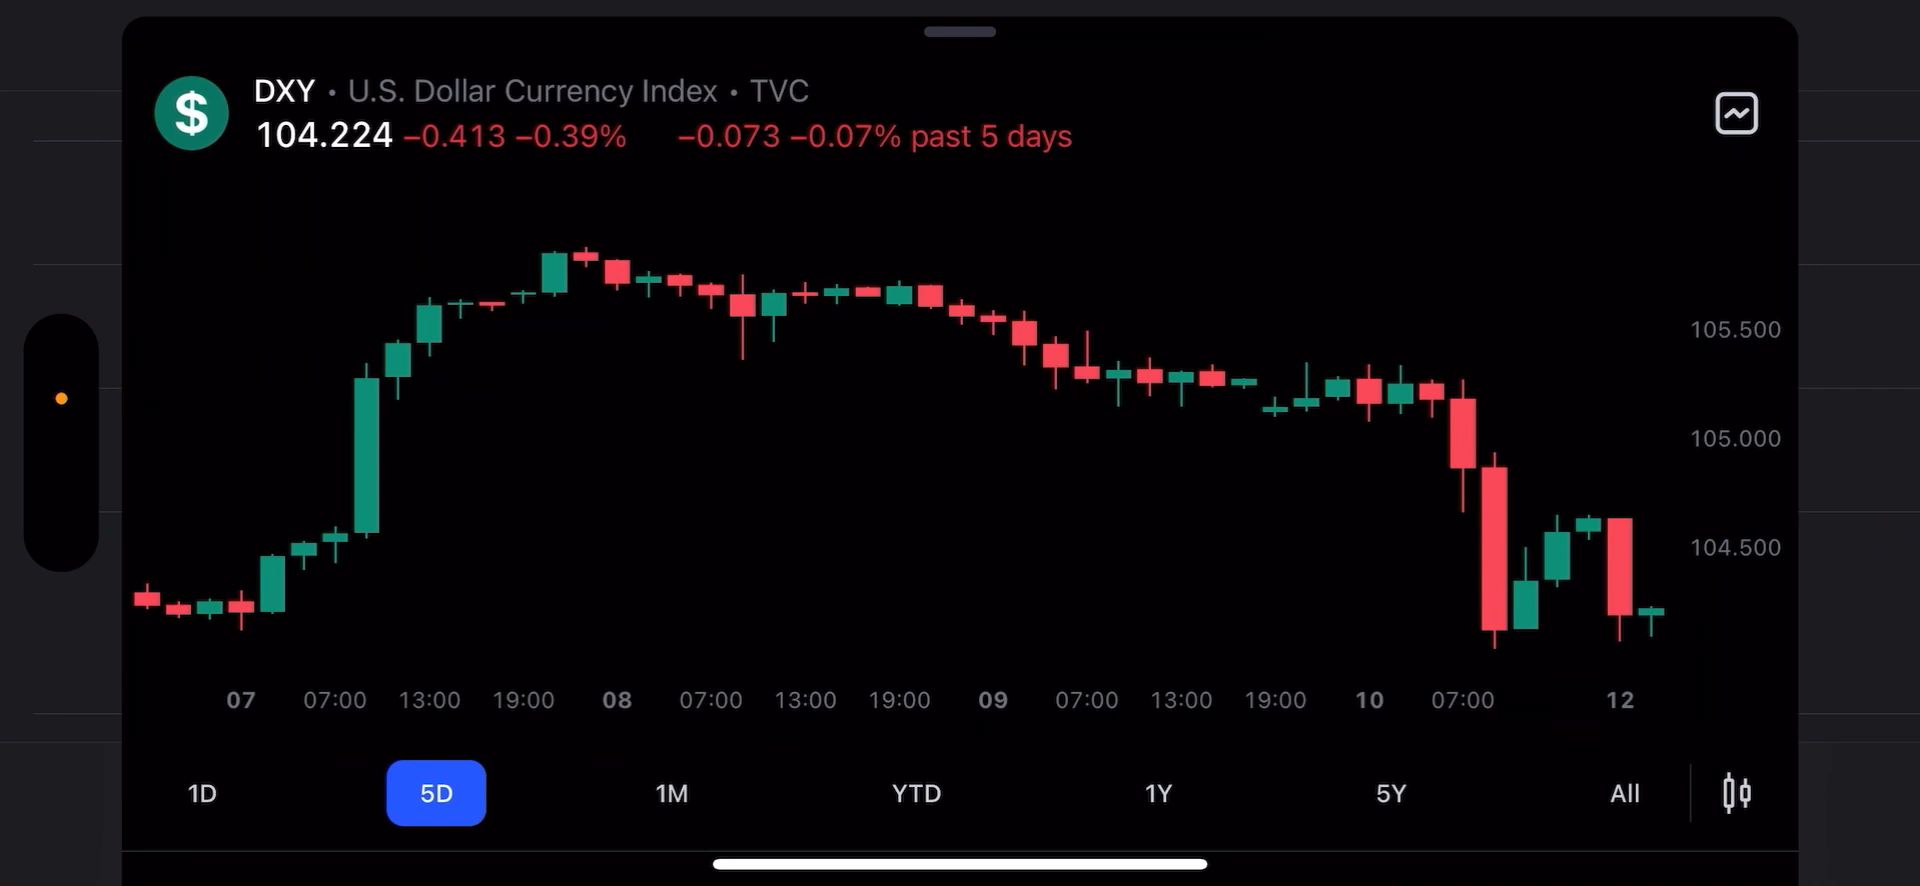 DXY • U.S. Dollar Currency Index • TVC
104.224 −0.413 −0.39% −0.073 −0.07% past 5 days
105.500
105.000
104.500
07 07:00 13:00 19:00 08 07:00 13:00 19:00 09 07:00 13:00 19:00 10 07:00 12
1D 5D 1M YTD 1Y 5Y All